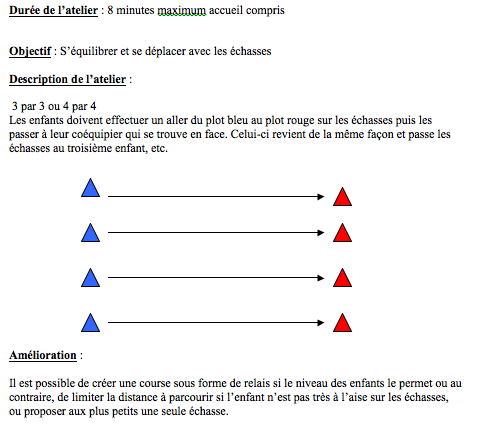 Durée de l’atelier : 8 minutes maximum accueil compris
Objectif : S’équilibrer et se déplacer avec les échasses
Description de l’atelier :
3 par 3 ou 4 par 4
Les enfants doivent effectuer un aller du plot bleu au plot rouge sur les échasses puis les
passer à leur coéquipier qui se trouve en face. Celui-ci revient de la même façon et passe les
échasses au troisième enfant, etc.
Amélioration :
Il est possible de créer une course sous forme de relais si le niveau des enfants le permet ou au
contraire, de limiter la distance à parcourir si l’enfant n’est pas très à l’aise sur les échasses,
ou proposer aux plus petits une seule échasse.